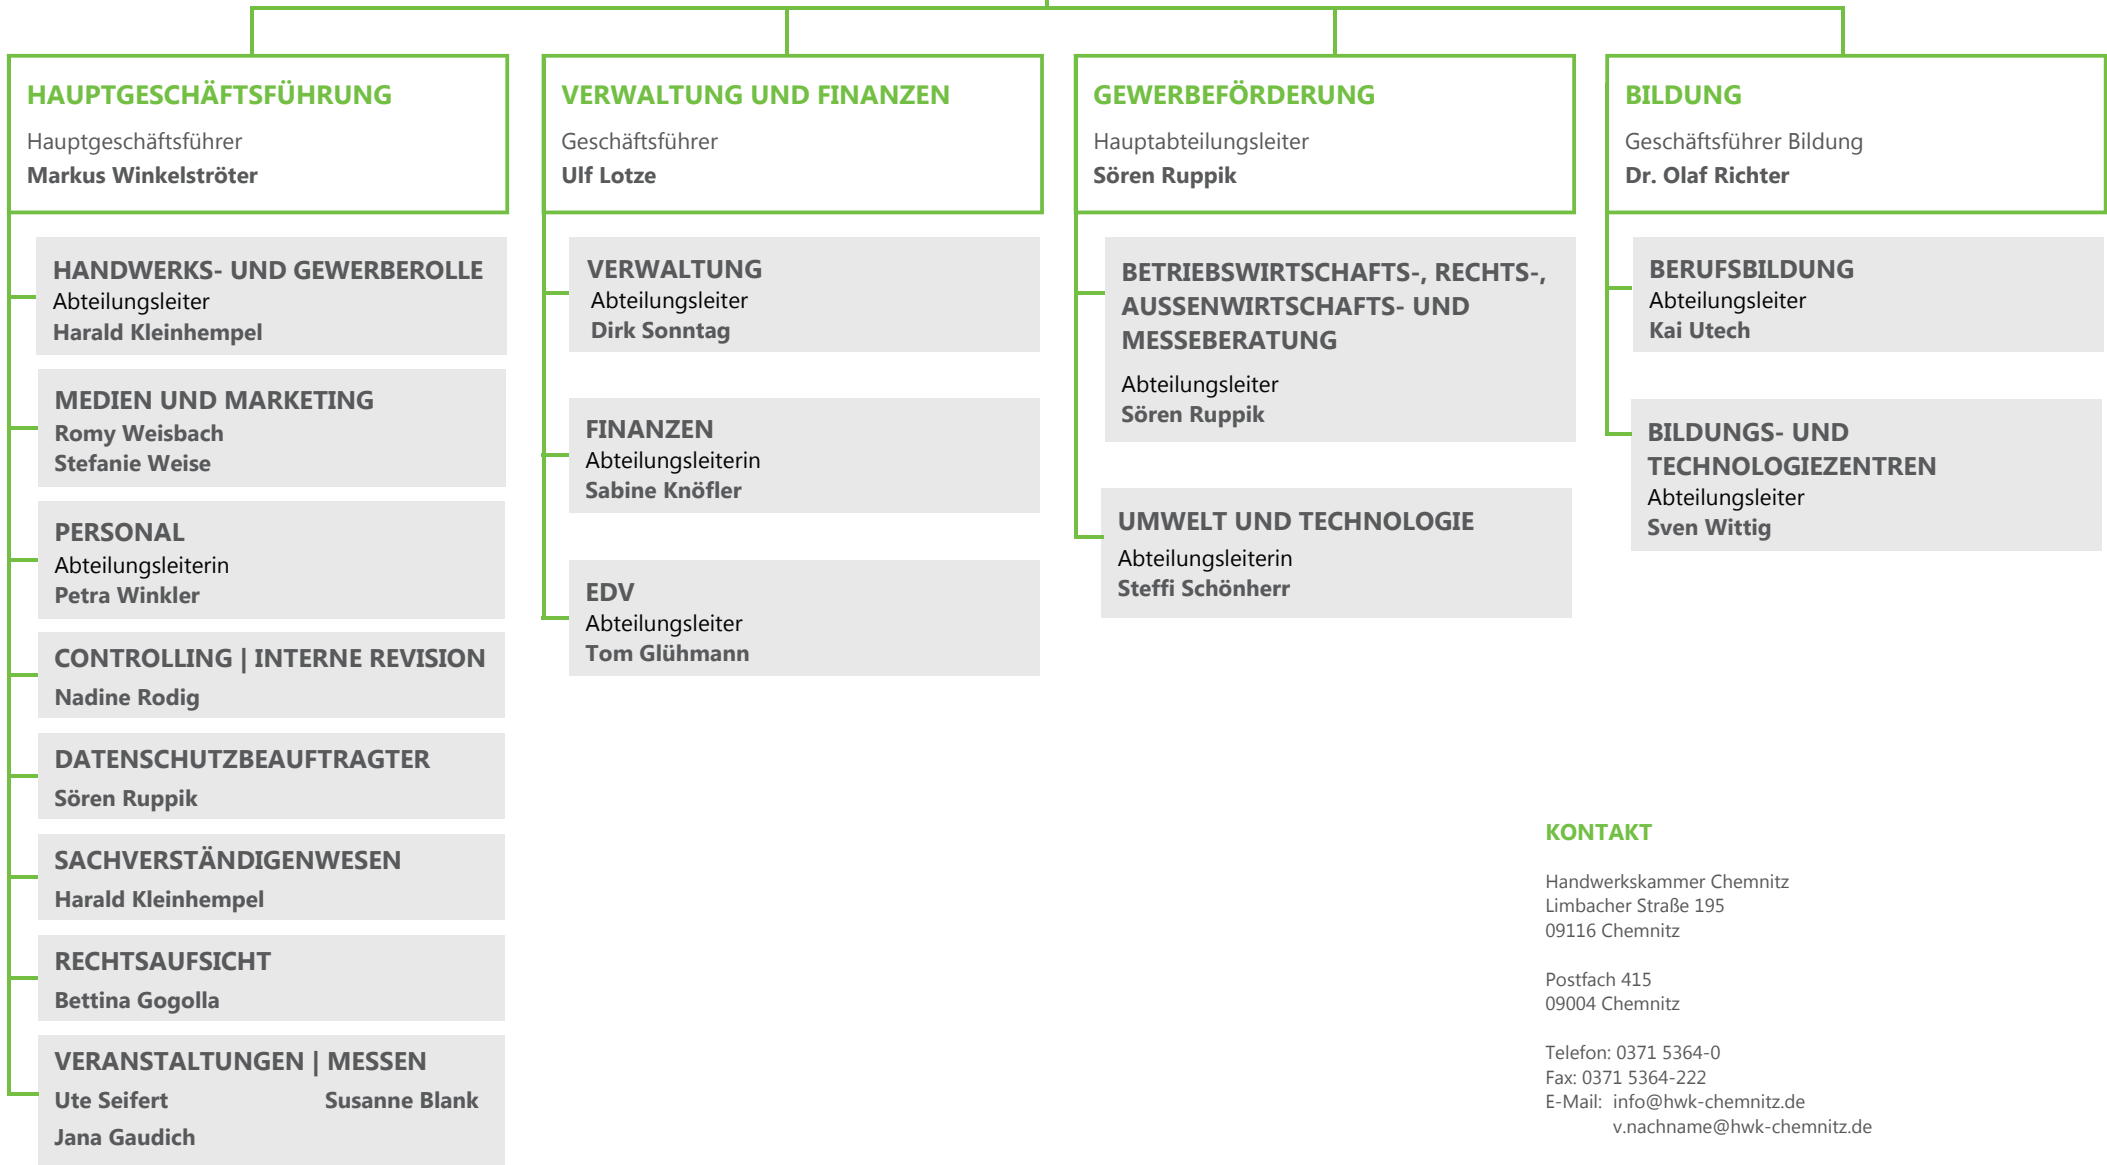 HAUPTGESCHÄFTSFÜHRUNG
Hauptgeschäftsführer
Markus Winkelströter
HANDWERKS- UND GEWERBEROLLE
Abteilungsleiter
Harald Kleinhempel
MEDIEN UND MARKETING
Romy Weisbach
Stefanie Weise
PERSONAL
Abteilungsleiterin
Petra Winkler
CONTROLLING | INTERNE REVISION
Nadine Rodig
DATENSCHUTZBEAUFTRAGTER
Sören Ruppik
SACHVERSTÄNDIGENWESEN
Harald Kleinhempel
RECHTSAUFSICHT
Bettina Gogolla
VERANSTALTUNGEN | MESSEN
Ute Seifert Susanne Blank
Jana Gaudich
VERWALTUNG UND FINANZEN
Geschäftsführer
Ulf Lotze
VERWALTUNG
Abteilungsleiter
Dirk Sonntag
FINANZEN
Abteilungsleiterin
Sabine Knöfler
EDV
Abteilungsleiter
Tom Glühmann
GEWERBEFÖRDERUNG
Hauptabteilungsleiter
Sören Ruppik
BETRIEBSWIRTSCHAFTS-, RECHTS-,
AUSSENWIRTSCHAFTS- UND
MESSEBERATUNG
Abteilungsleiter
Sören Ruppik
UMWELT UND TECHNOLOGIE
Abteilungsleiterin
Steffi Schönherr
BILDUNG
Geschäftsführer Bildung
Dr. Olaf Richter
BERUFSBILDUNG
Abteilungsleiter
Kai Utech
BILDUNGS- UND
TECHNOLOGIEZENTREN
Abteilungsleiter
Sven Wittig
KONTAKT
Handwerkskammer Chemnitz
Limbacher Straße 195
09116 Chemnitz
Postfach 415
09004 Chemnitz
Telefon: 0371 5364-0
Fax: 0371 5364-222
E-Mail: info@hwk-chemnitz.de
v.nachname@hwk-chemnitz.de